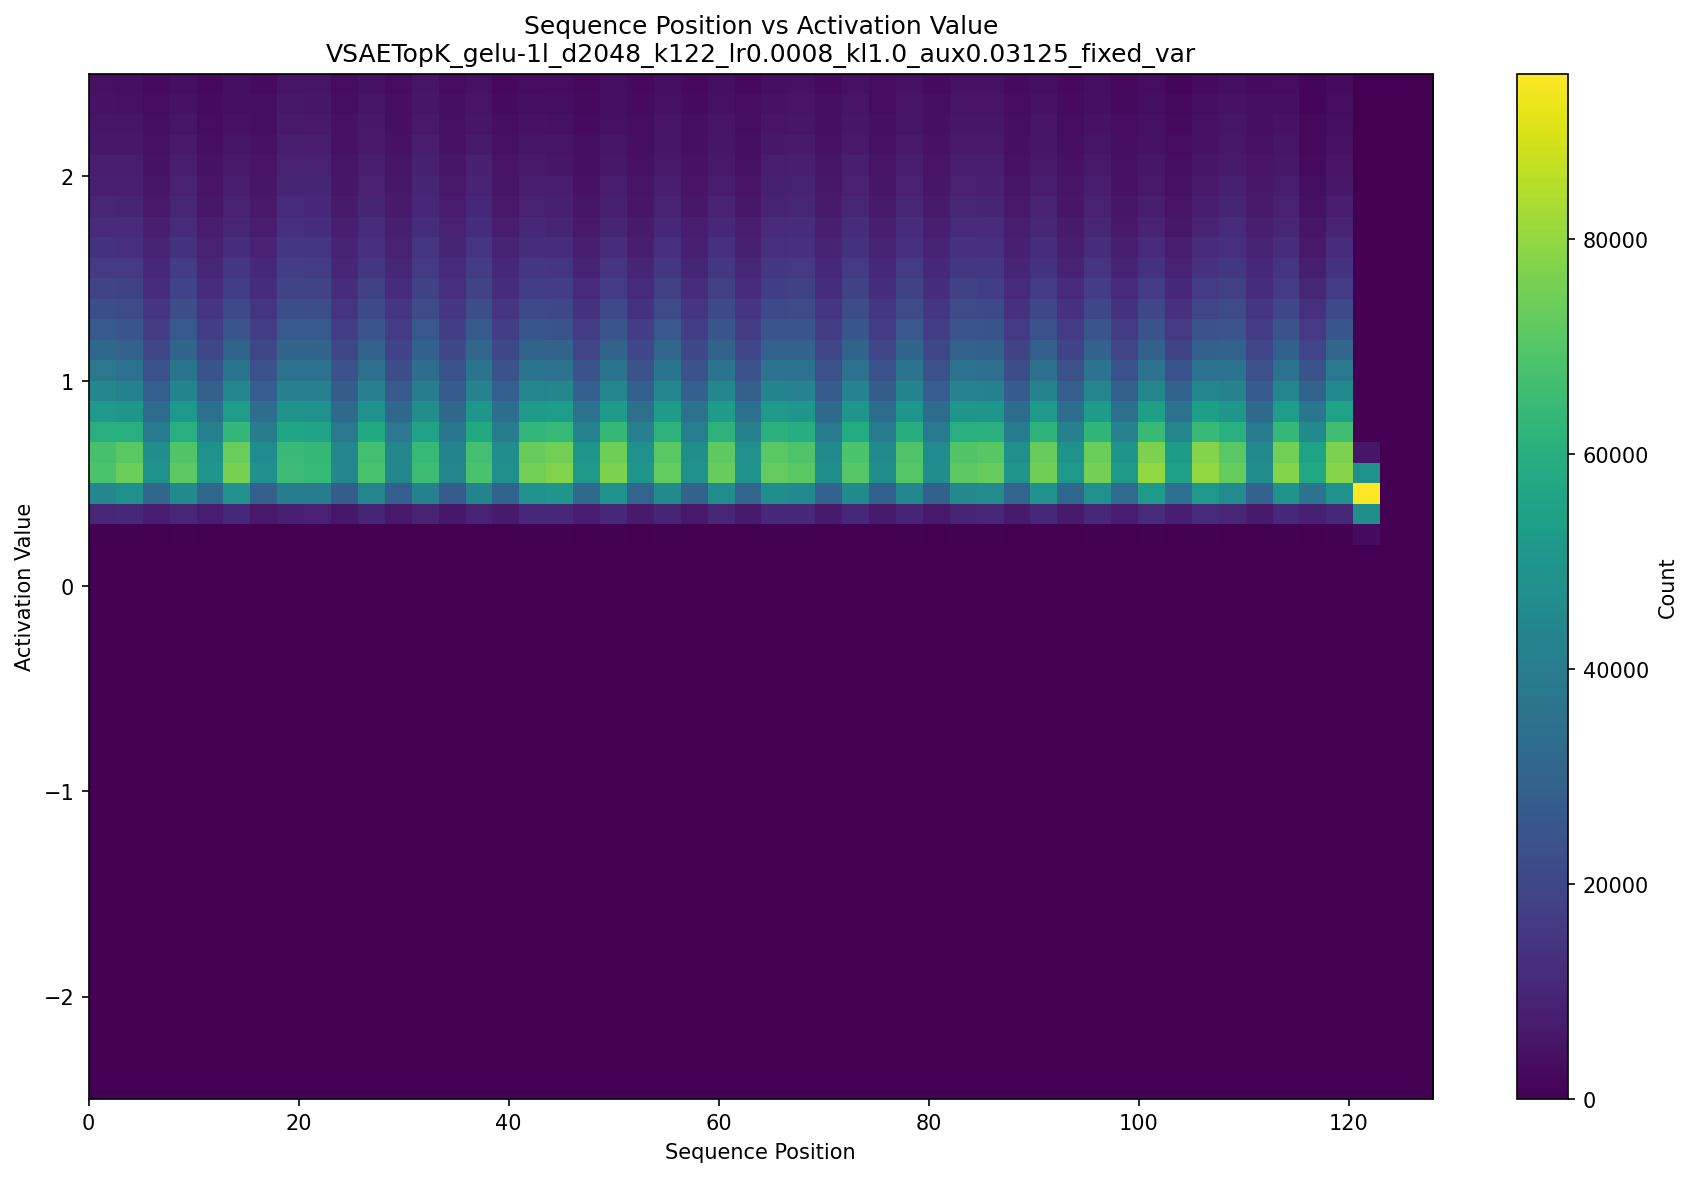 Sequence Position vs Activation Value
VSAETopK_gelu-1l_d2048_k122_lr0.0008_kl1.0_aux0.03125_fixed_var
Activation Value
2
1
0
−1
−2
0 20 40 60 80 100 120
Sequence Position
80000
60000
40000
20000
0
Count